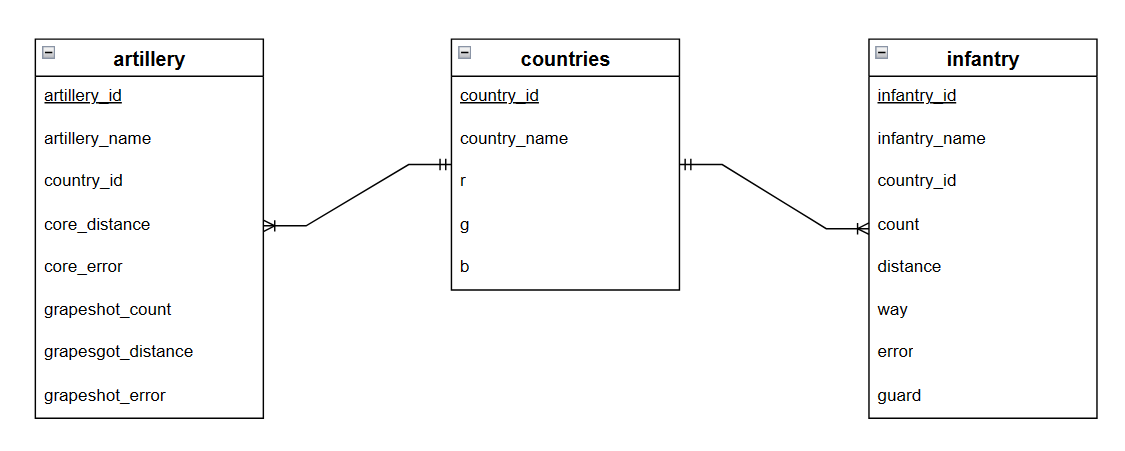 artillery
artillery_id
artillery_name
country_id
core_distance
core_error
grapeshot_count
grapesgot_distance
grapeshot_error
countries
country_id
country_name
r
g
b
infantry
infantry_id
infantry_name
country_id
count
distance
way
error
guard